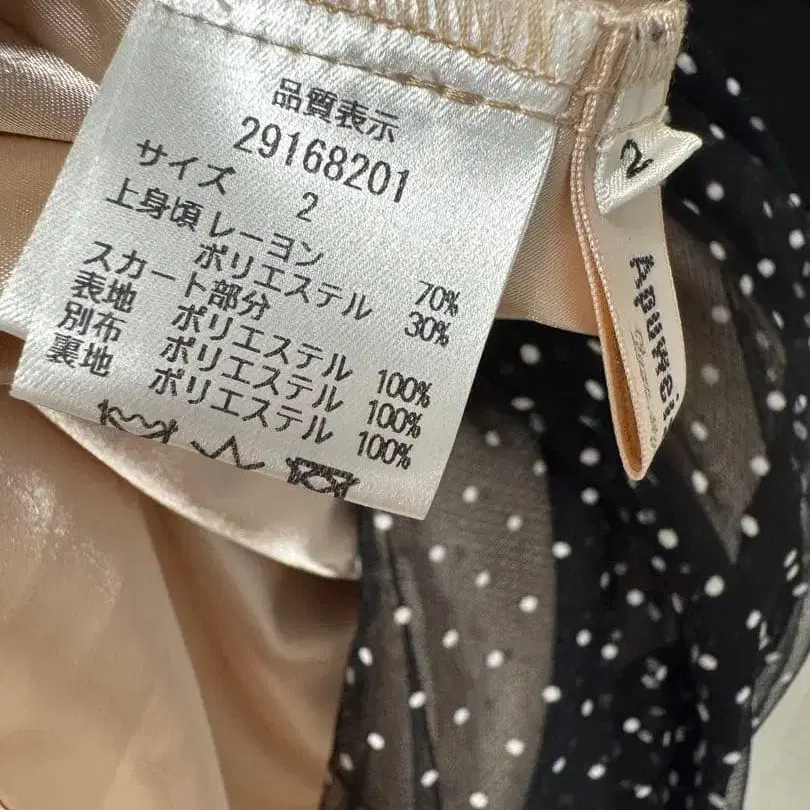 品質表示
29168201
サイズ 2
上身頃 レーヨン 70%
ポリエステル 30%
スカート部分
表地 ポリエステル 100%
別布 ポリエステル 100%
裏地 ポリエステル 100%
2